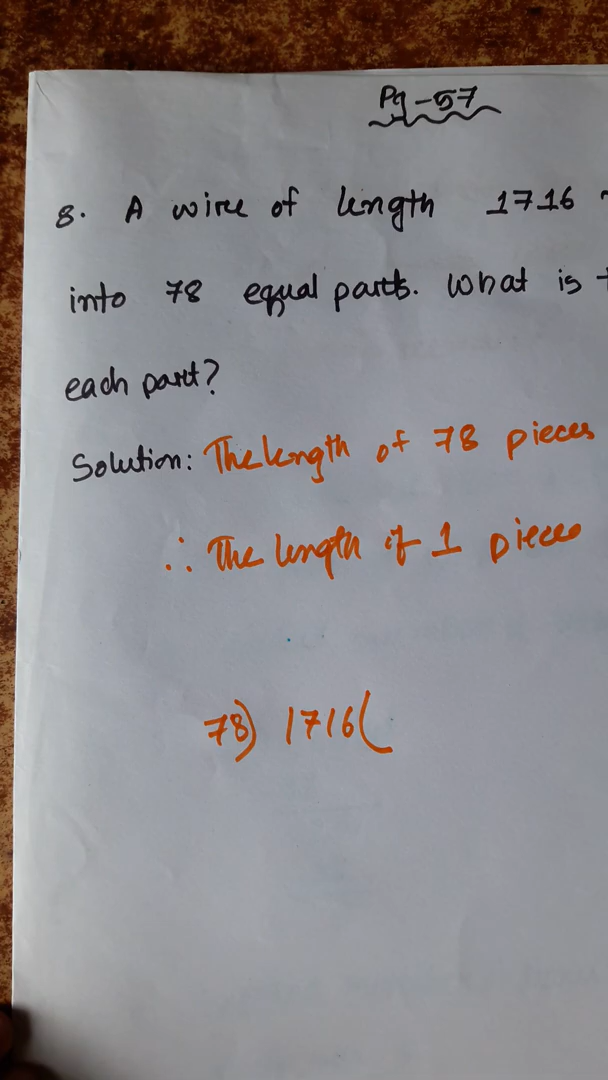 Pg-57
8. A wire of length 1716
into 78 equal parts. What is
each part?
Solution: The length of 78 pieces
∴ The length of 1 pieces
78) 1716(